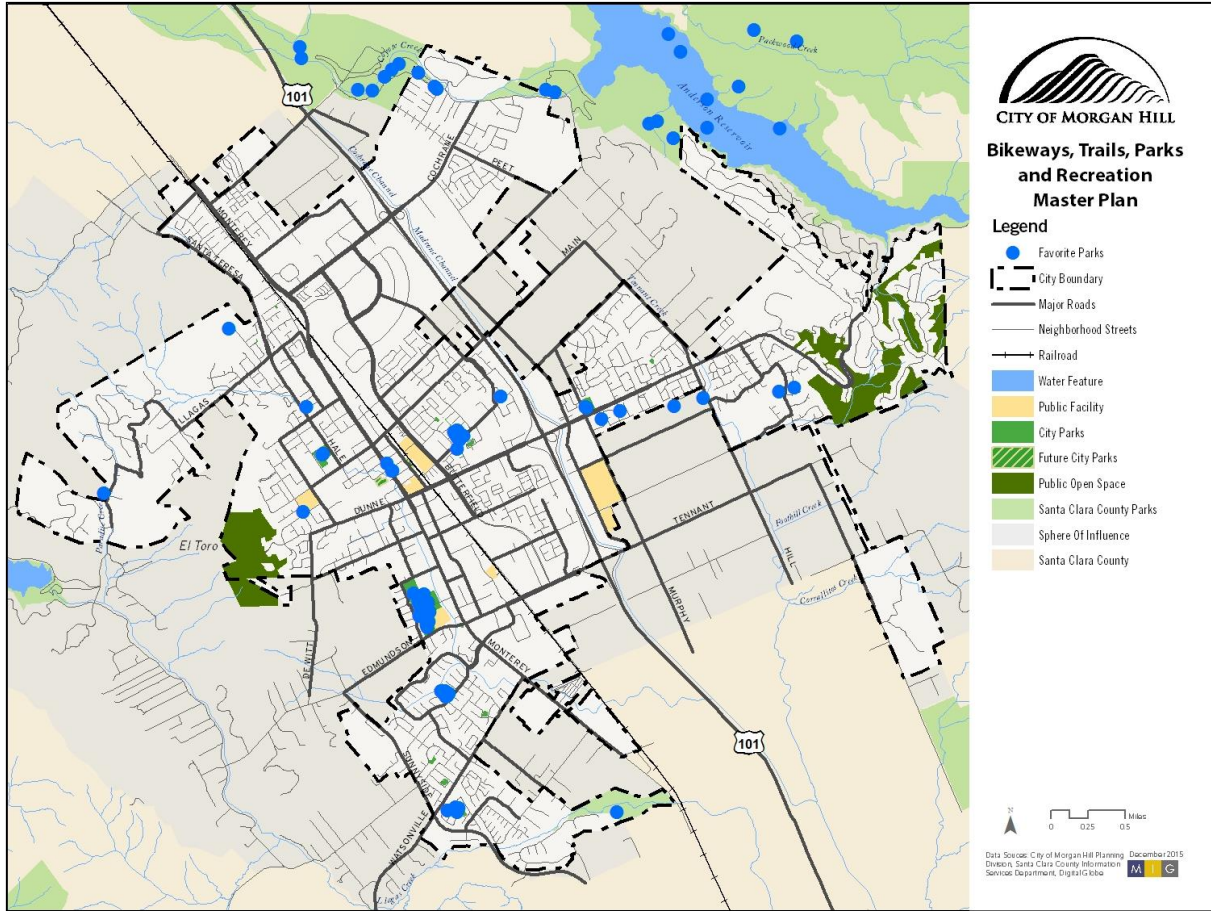 Coyote Creek
Packwood Creek
101
Anderson Reservoir
CITY OF MORGAN HILL
Bikeways, Trails, Parks
and Recreation
Master Plan
Legend
Favorite Parks
City Boundary
Major Roads
Neighborhood Streets
Railroad
Water Feature
Public Facility
City Parks
Future City Parks
Public Open Space
Santa Clara County Parks
Sphere Of Influence
Santa Clara County
COCHRANE
Channel
PEET
MONTEREY
SANTA TERESA
Madrone Channel
MAIN
Tennant Creek
LLAGAS
HALE
BUTTERFIELD
DUNNE
El Toro
TENNANT
Foothill Creek
HILL
MURPHY
Corralitos Creek
DE WITT
EDMUNDSON
MONTEREY
101
SUNNYSIDE
WATSONVILLE
Llagas Creek
N
0 0.25 0.5
Miles
Data Souces: City of Morgan Hill Planning
Division, Santa Clara County Information
Services Department, DigitalGlobe
December 2015
M I G